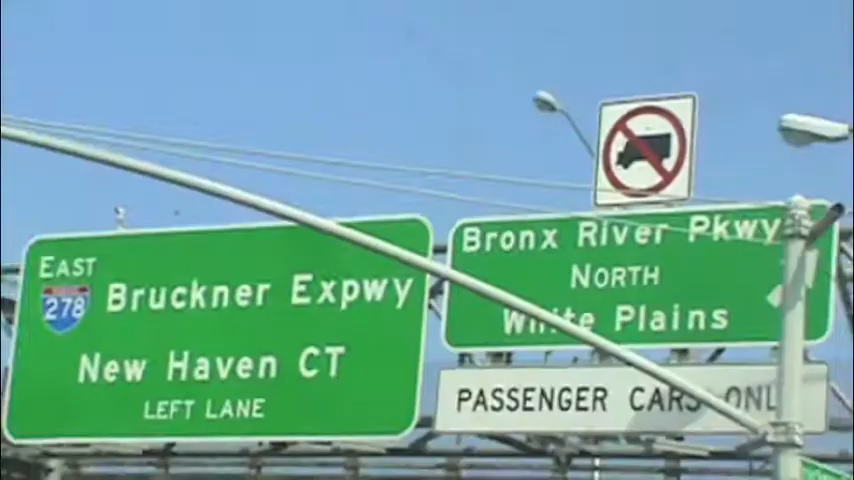 EAST
278
Bruckner Expwy
New Haven CT
LEFT LANE
Bronx River Pkwy
NORTH
White Plains
PASSENGER CARS ONLY